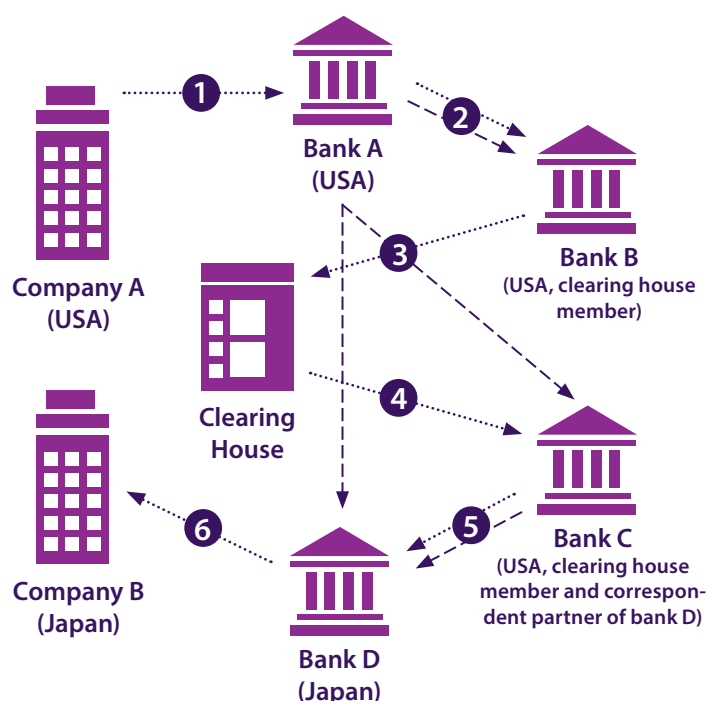 1
Bank A
(USA)
2
Company A
(USA)
Bank B
(USA, clearing house
member)
3
Clearing
House
4
Company B
(Japan)
5
Bank C
(USA, clearing house
member and correspon-
dent partner of bank D)
6
Bank D
(Japan)